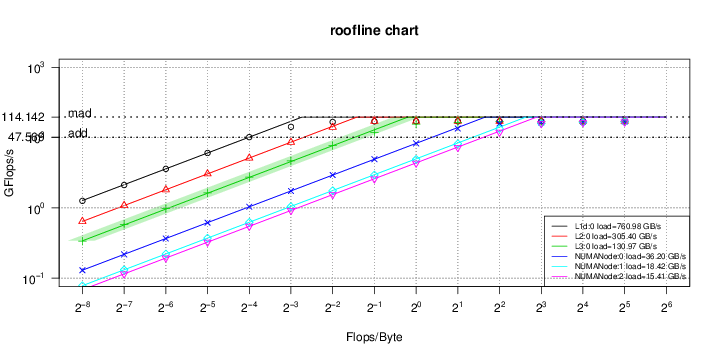 roofline chart
GFlops/s
10³
114.142
mad
47.568
add
10⁰
10⁻¹
L1d:0 load=760.98 GB/s
L2:0 load=305.40 GB/s
L3:0 load=130.97 GB/s
NUMANode:0 load=36.20 GB/s
NUMANode:1 load=18.42 GB/s
NUMANode:2 load=15.41 GB/s
2⁻⁸ 2⁻⁷ 2⁻⁶ 2⁻⁵ 2⁻⁴ 2⁻³ 2⁻² 2⁻¹ 2⁰ 2¹ 2² 2³ 2⁴ 2⁵ 2⁶
Flops/Byte